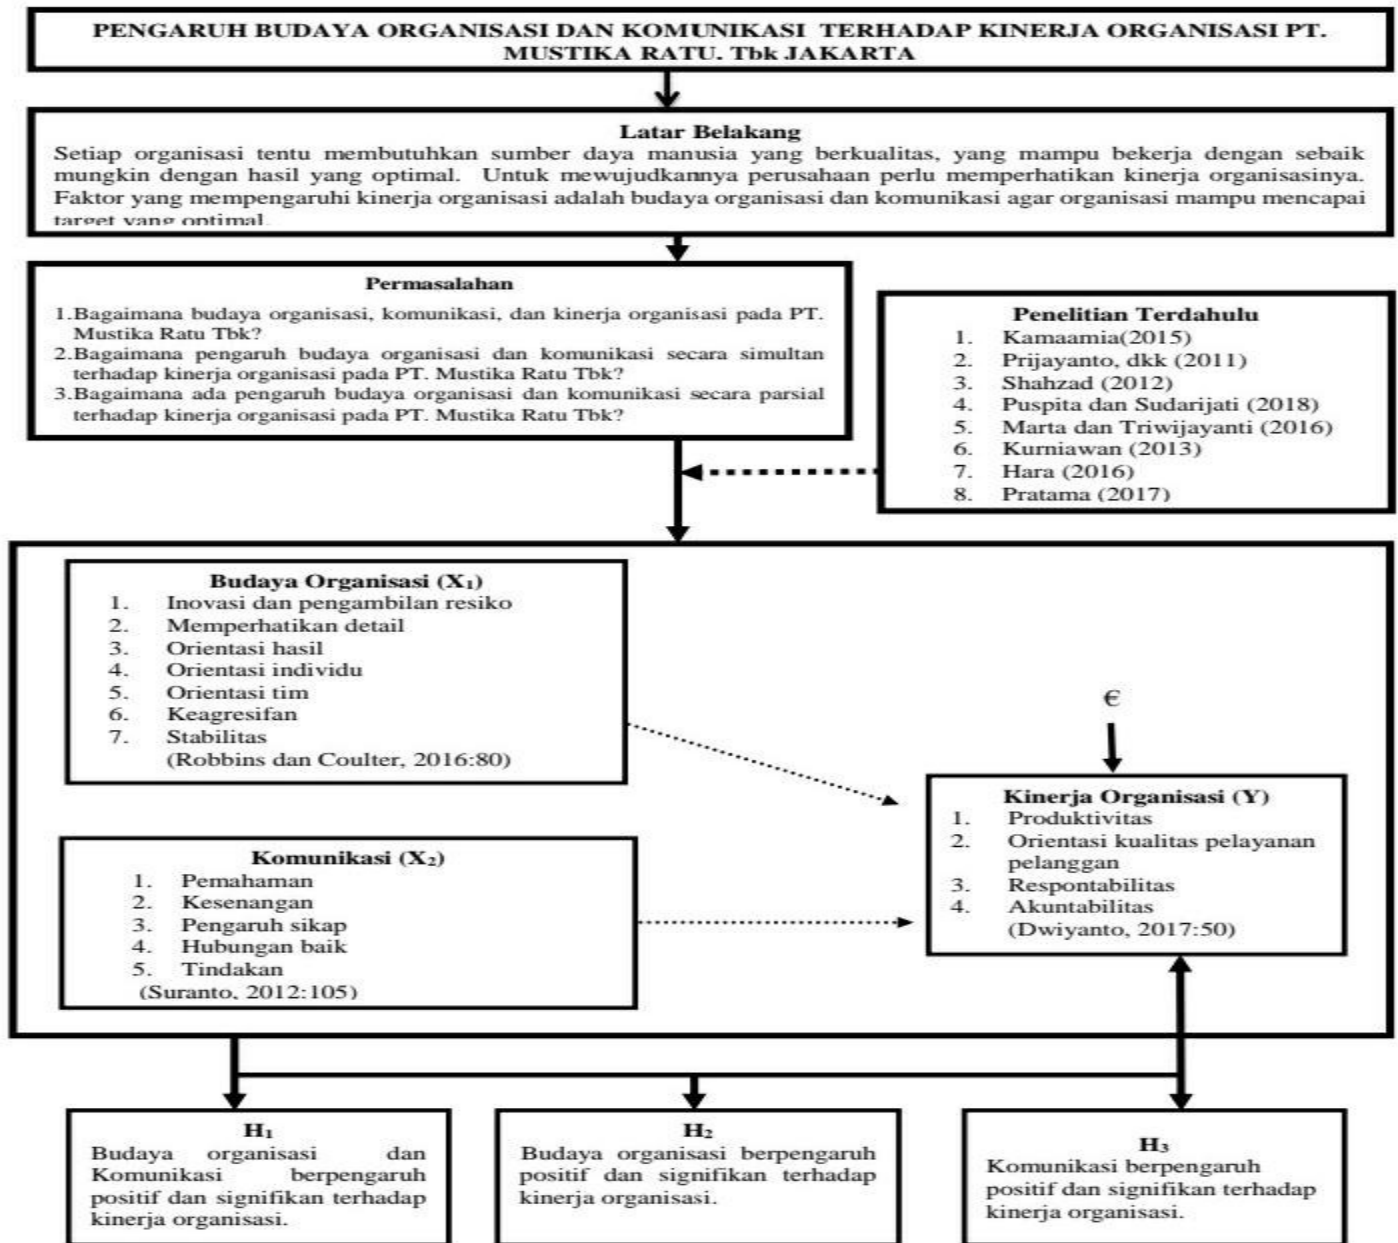 PENGARUH BUDAYA ORGANISASI DAN KOMUNIKASI TERHADAP KINERJA ORGANISASI PT.
MUSTIKA RATU. Tbk JAKARTA
Latar Belakang
Setiap organisasi tentu membutuhkan sumber daya manusia yang berkualitas, yang mampu bekerja dengan sebaik
mungkin dengan hasil yang optimal. Untuk mewujudkannya perusahaan perlu memperhatikan kinerja organisasinya.
Faktor yang mempengaruhi kinerja organisasi adalah budaya organisasi dan komunikasi agar organisasi mampu mencapai
target yang optimal.
Permasalahan
1.Bagaimana budaya organisasi, komunikasi, dan kinerja organisasi pada PT.
Mustika Ratu Tbk?
2.Bagaimana pengaruh budaya organisasi dan komunikasi secara simultan
terhadap kinerja organisasi pada PT. Mustika Ratu Tbk?
3.Bagaimana ada pengaruh budaya organisasi dan komunikasi secara parsial
terhadap kinerja organisasi pada PT. Mustika Ratu Tbk?
Penelitian Terdahulu
1. Kamaamia(2015)
2. Prijayanto, dkk (2011)
3. Shahzad (2012)
4. Puspita dan Sudarijati (2018)
5. Marta dan Triwijayanti (2016)
6. Kurniawan (2013)
7. Hara (2016)
8. Pratama (2017)
Budaya Organisasi (X₁)
1. Inovasi dan pengambilan resiko
2. Memperhatikan detail
3. Orientasi hasil
4. Orientasi individu
5. Orientasi tim
6. Keagresifan
7. Stabilitas
(Robbins dan Coulter, 2016:80)
Komunikasi (X₂)
1. Pemahaman
2. Kesenangan
3. Pengaruh sikap
4. Hubungan baik
5. Tindakan
(Suranto, 2012:105)
€
Kinerja Organisasi (Y)
1. Produktivitas
2. Orientasi kualitas pelayanan
pelanggan
3. Respontabilitas
4. Akuntabilitas
(Dwiyanto, 2017:50)
H₁
Budaya organisasi dan
Komunikasi berpengaruh
positif dan signifikan terhadap
kinerja organisasi.
H₂
Budaya organisasi berpengaruh
positif dan signifikan terhadap
kinerja organisasi.
H₃
Komunikasi berpengaruh
positif dan signifikan terhadap
kinerja organisasi.